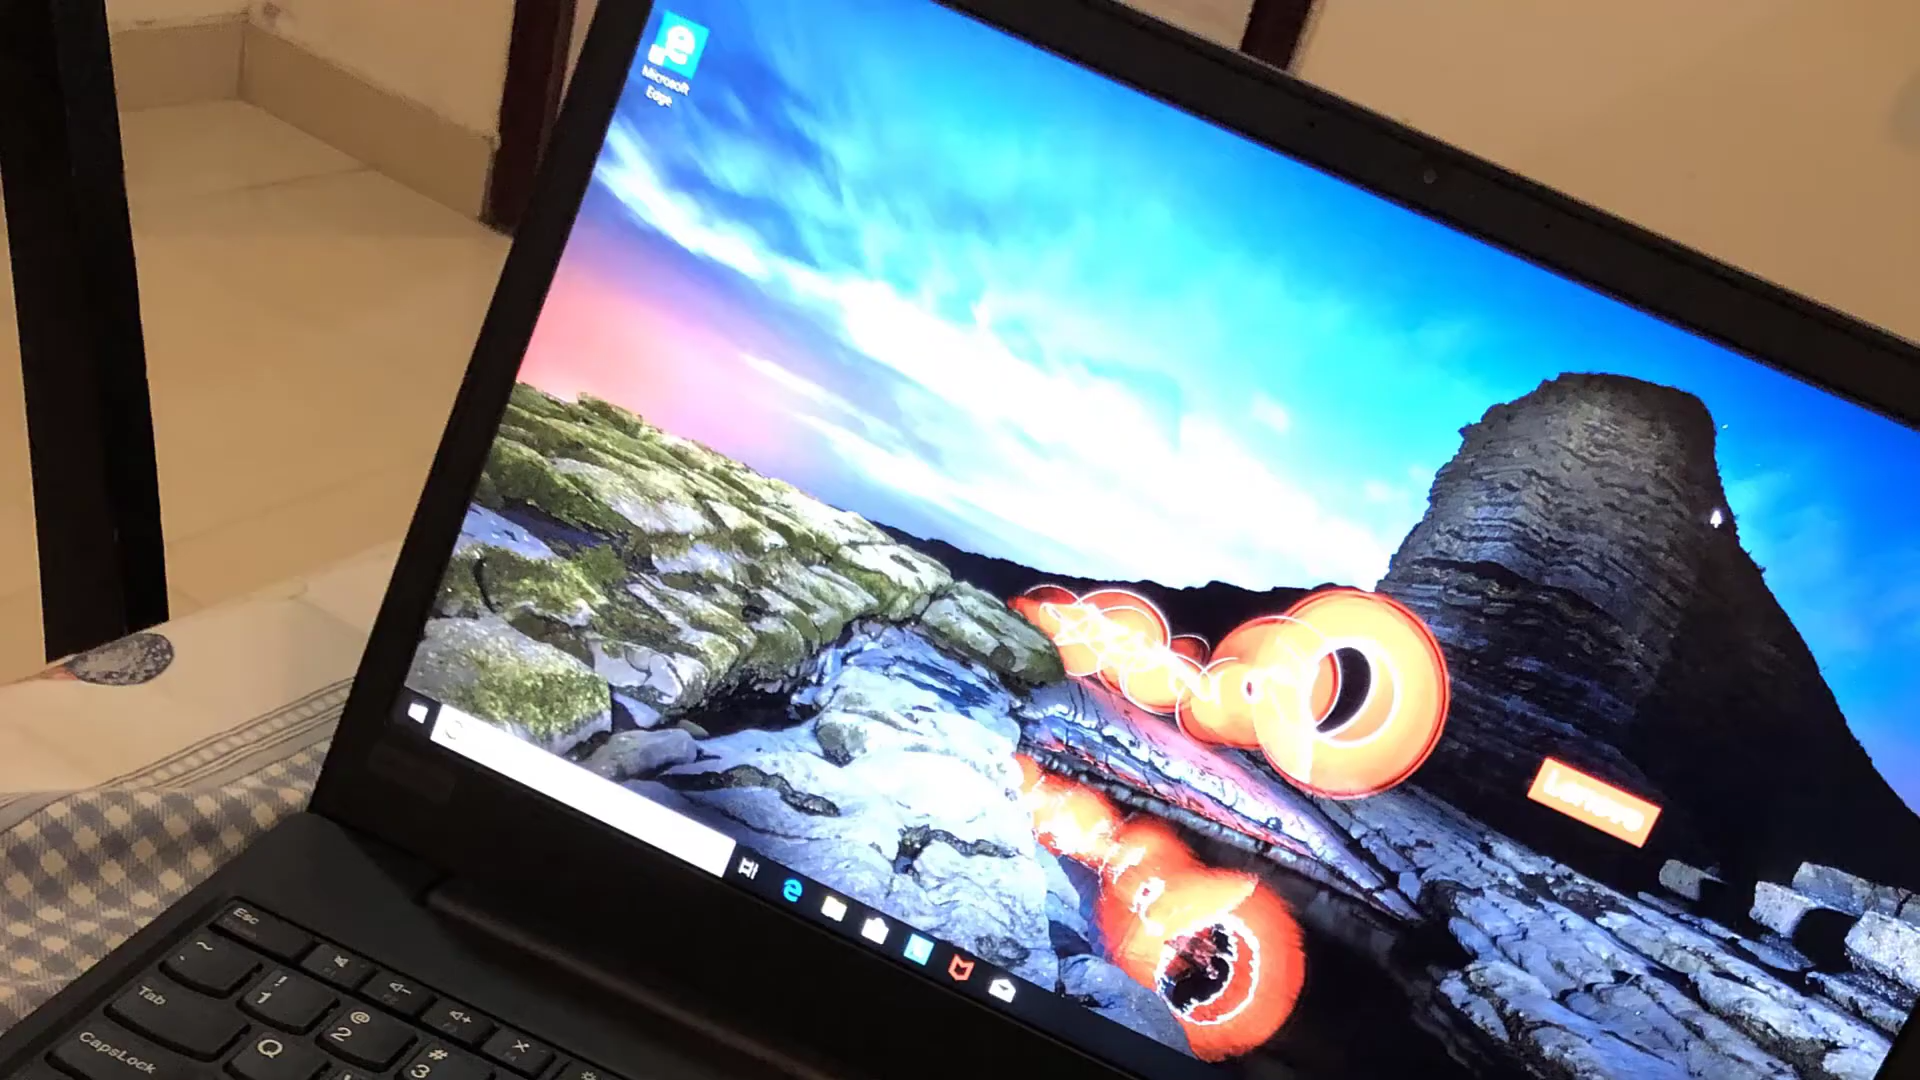 Microsoft
Edge
Lenovo
Esc
~
!
1
@
2
#
3
Tab
Q
CapsLock